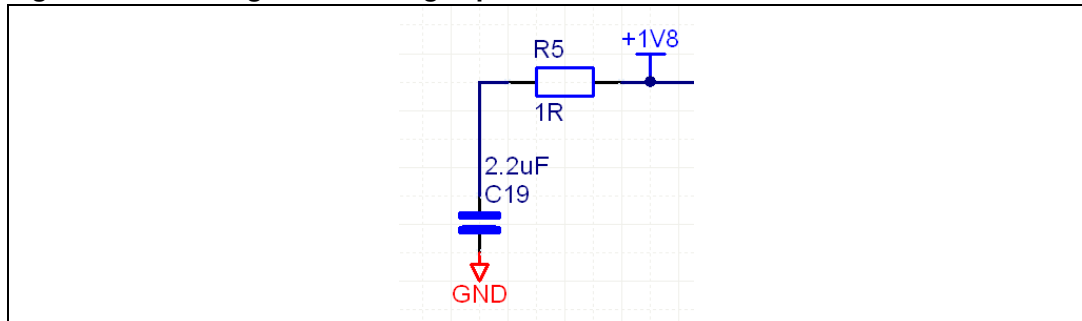 +1V8
R5
1R
2.2uF
C19
GND